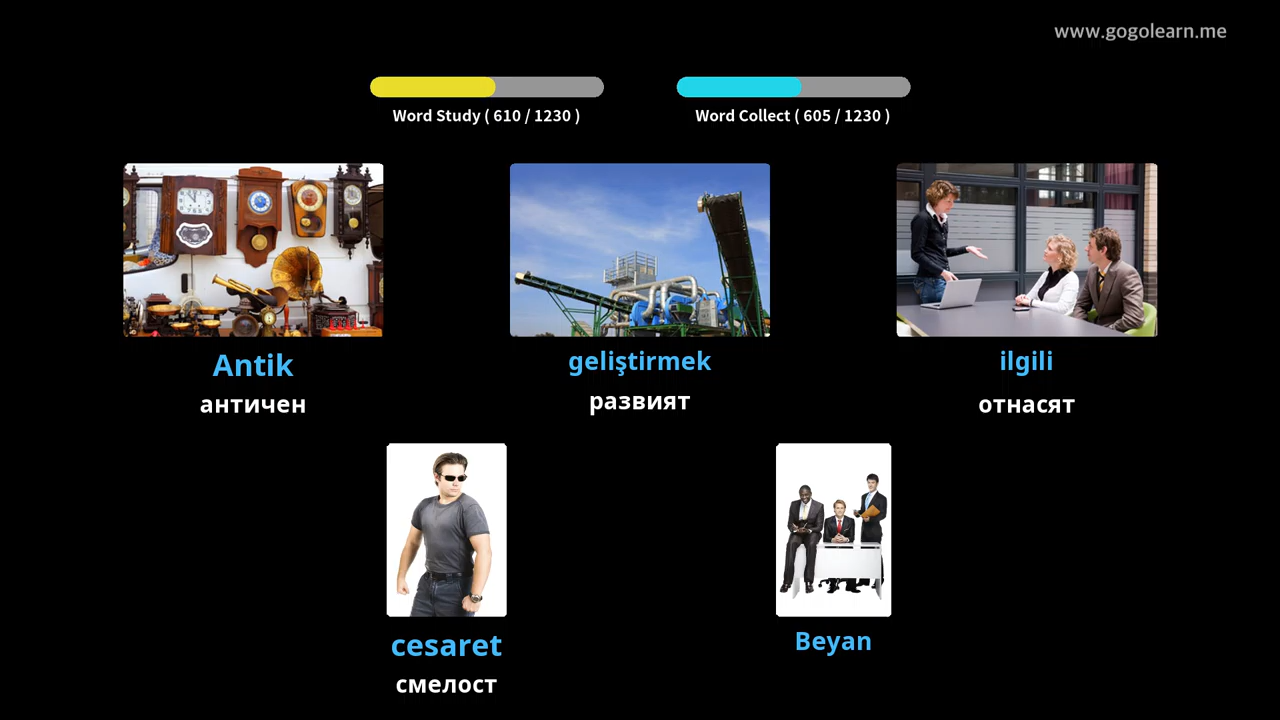 www.gogolearn.me
Word Study ( 610 / 1230 )
Word Collect ( 605 / 1230 )
Antik
античен
geliştirmek
развият
ilgili
отнасят
cesaret
смелост
Beyan